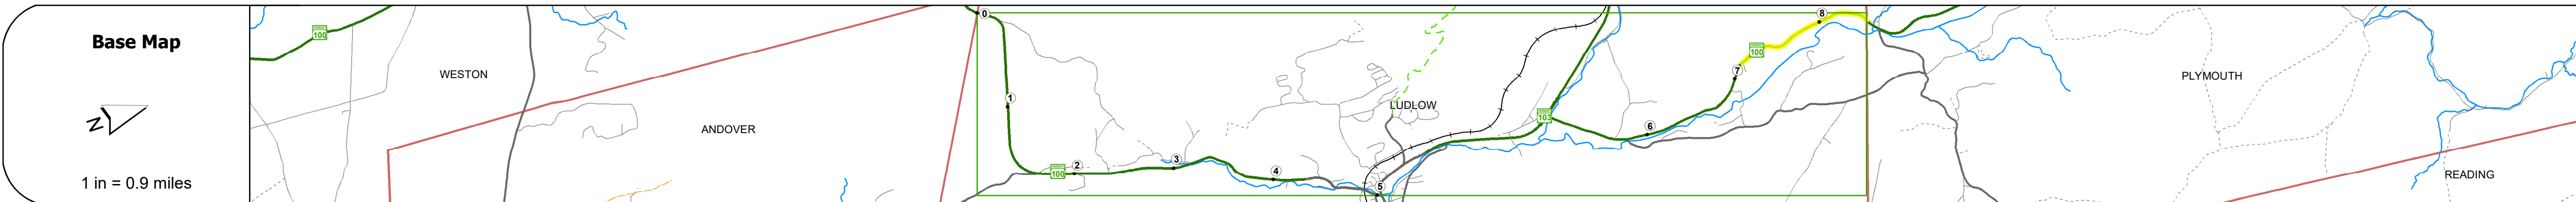 Base Map
N
1 in = 0.9 miles
100
WESTON
ANDOVER
0
1
100
2
3
4
5
LUDLOW
103
6
7
100
8
PLYMOUTH
READING